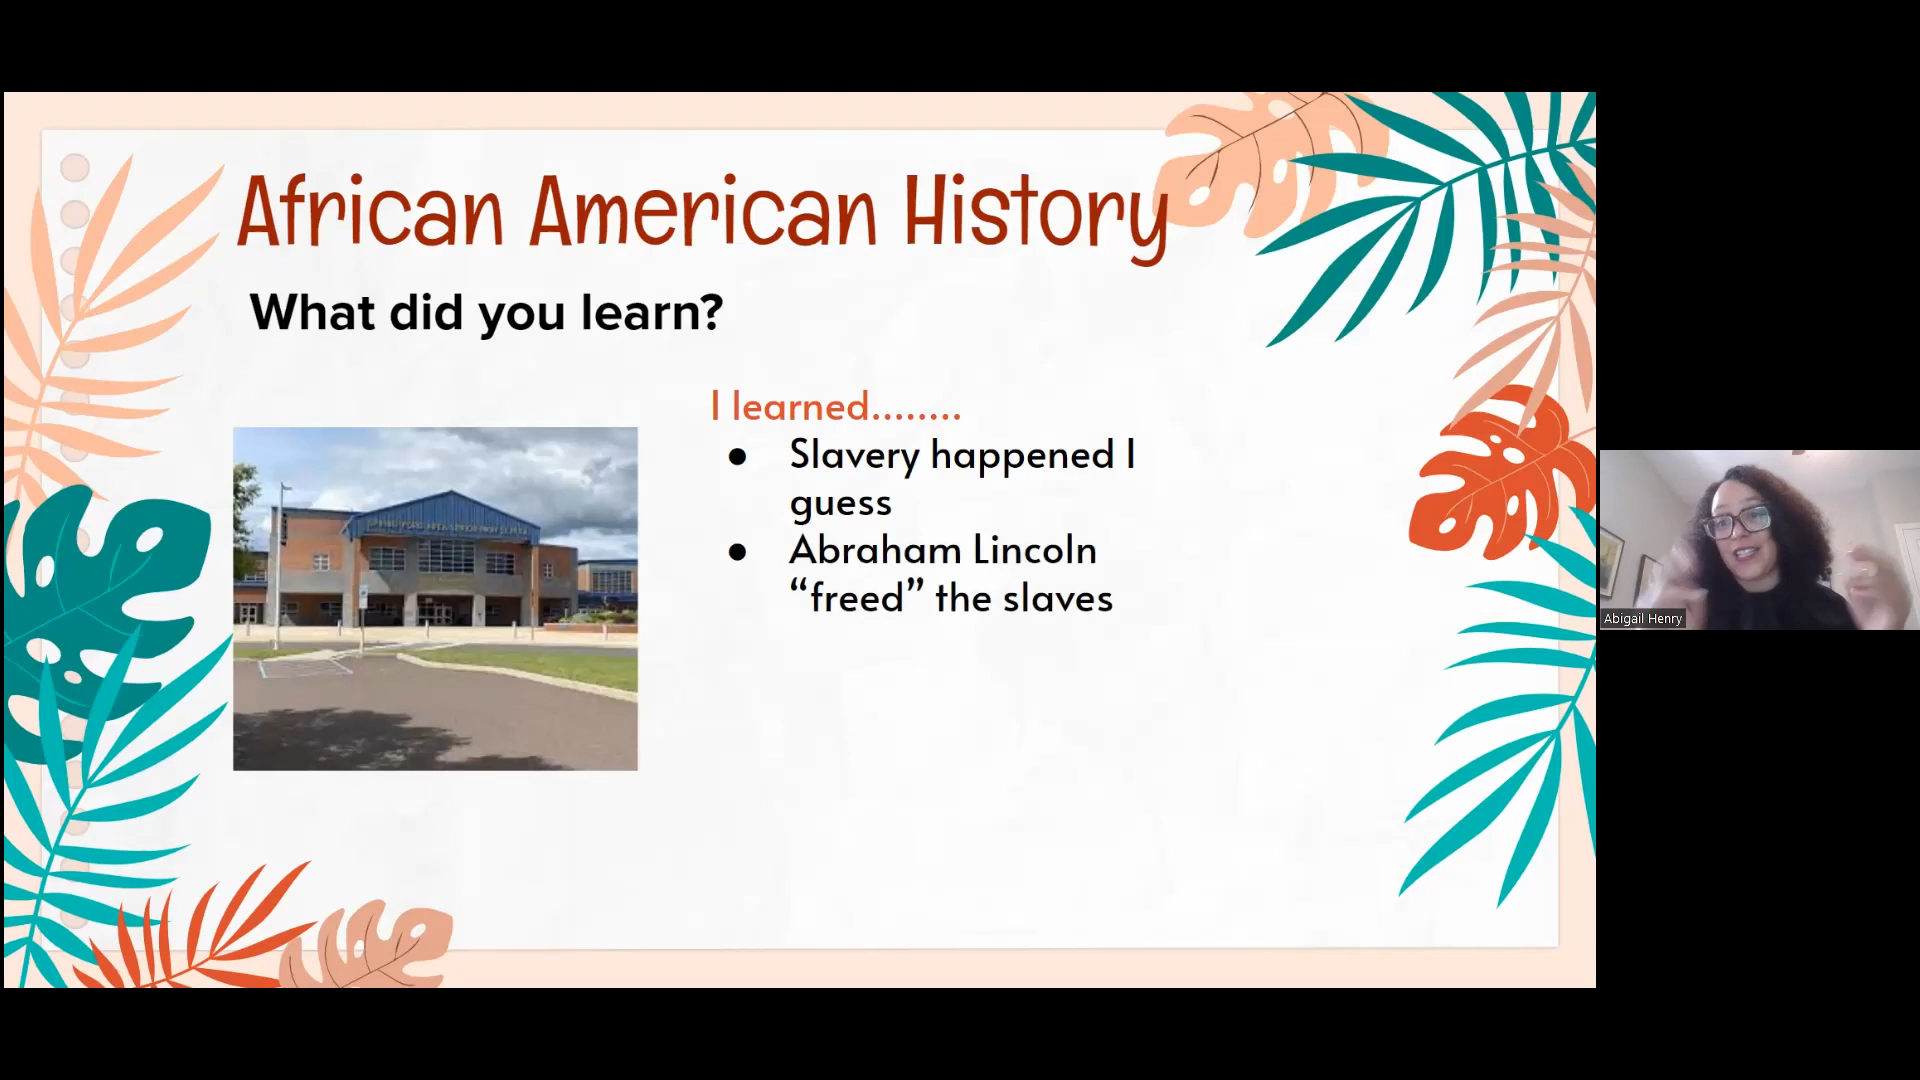 African American History
What did you learn?
I learned........
● Slavery happened I
guess
● Abraham Lincoln
“freed” the slaves
Abigail Henry